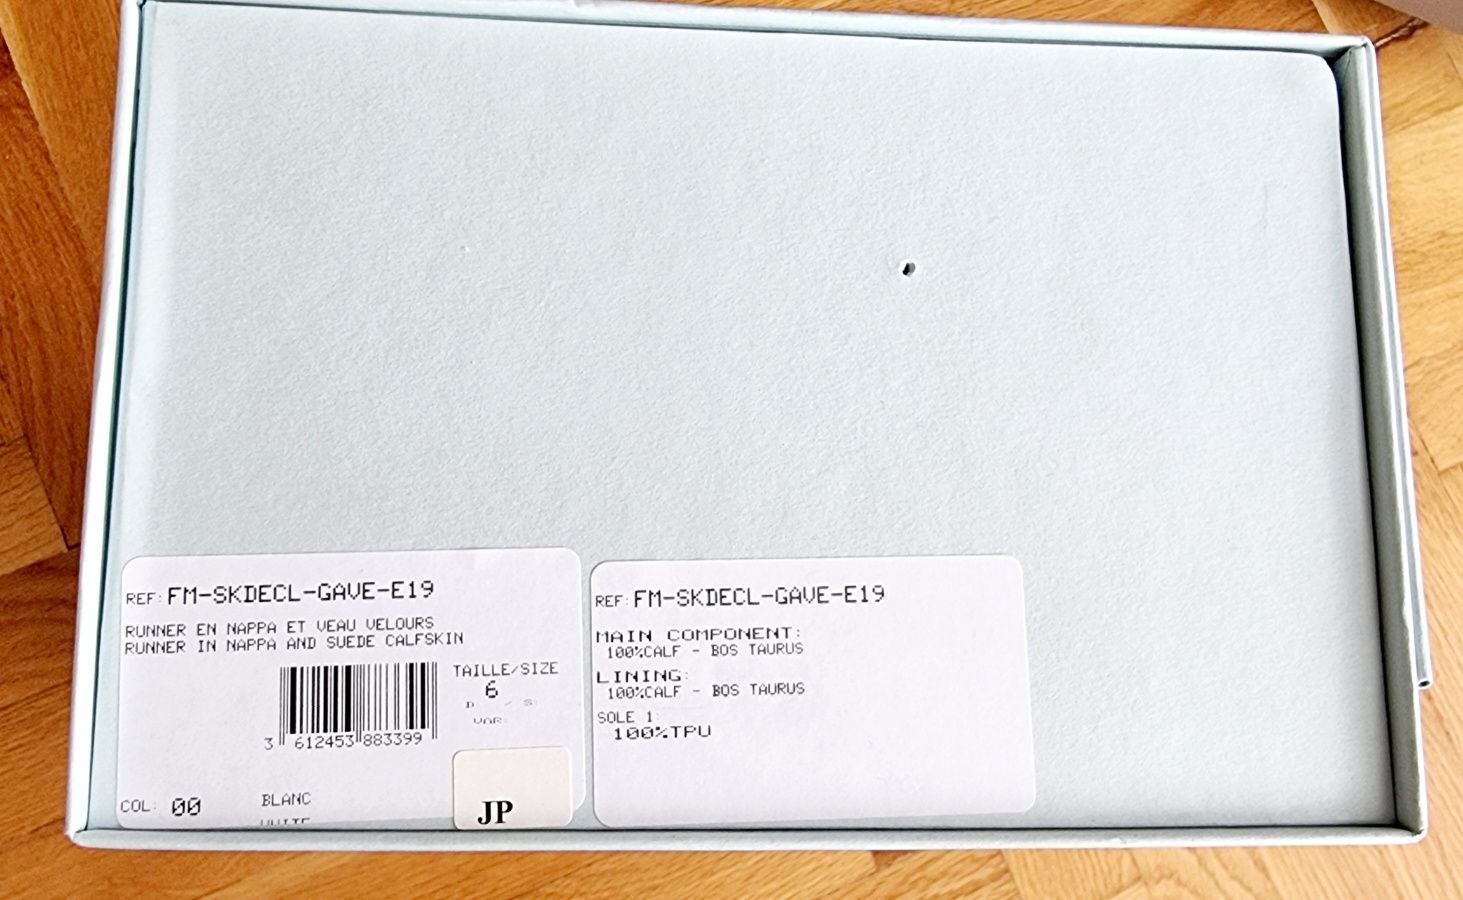 REF: FM-SKDECL-GAVE-E19
RUNNER EN NAPPA ET VEAU VELOURS
RUNNER IN NAPPA AND SUEDE CALFSKIN
TAILLE/SIZE
6
D / S:
VAR:
3 612453 883399
COL: 00 BLANC
WHITE
JP
REF: FM-SKDECL-GAVE-E19
MAIN COMPONENT:
100%CALF - BOS TAURUS
LINING:
100%CALF - BOS TAURUS
SOLE 1:
100%TPU